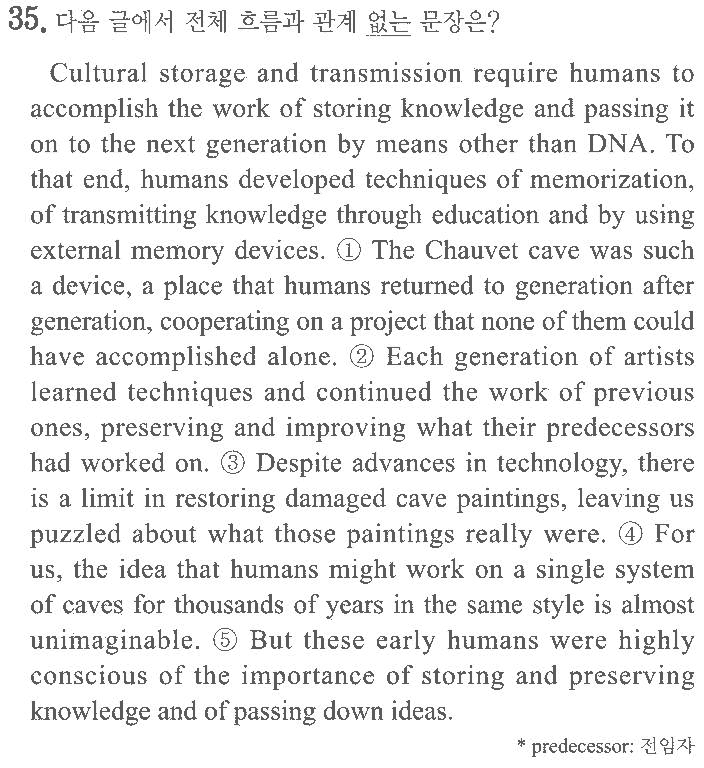 35. 다음 글에서 전체 흐름과 관계 없는 문장은?
Cultural storage and transmission require humans to
accomplish the work of storing knowledge and passing it
on to the next generation by means other than DNA. To
that end, humans developed techniques of memorization,
of transmitting knowledge through education and by using
external memory devices. ① The Chauvet cave was such
a device, a place that humans returned to generation after
generation, cooperating on a project that none of them could
have accomplished alone. ② Each generation of artists
learned techniques and continued the work of previous
ones, preserving and improving what their predecessors
had worked on. ③ Despite advances in technology, there
is a limit in restoring damaged cave paintings, leaving us
puzzled about what those paintings really were. ④ For
us, the idea that humans might work on a single system
of caves for thousands of years in the same style is almost
unimaginable. ⑤ But these early humans were highly
conscious of the importance of storing and preserving
knowledge and of passing down ideas.
* predecessor: 전임자